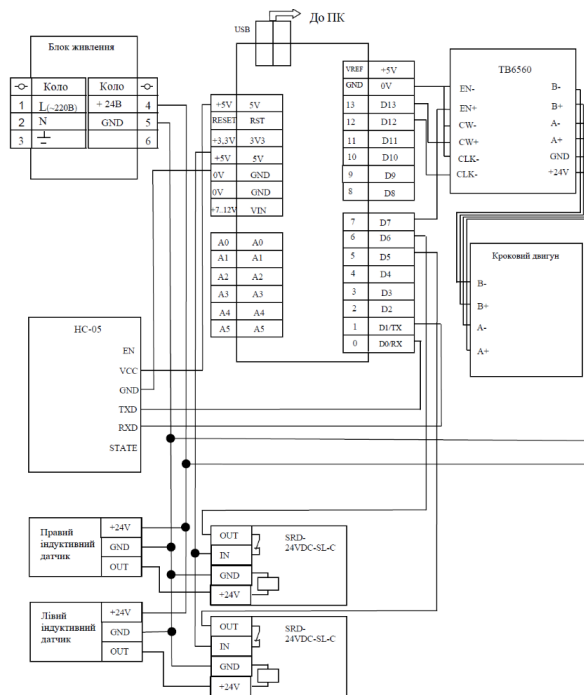 USB
До ПК
Блок живлення
Коло
Коло
1
L(~220В)
+ 24В
4
2
N
GND
5
3
6
+5V
5V
RESET
RST
+3,3V
3V3
+5V
5V
0V
GND
0V
GND
+7..12V
VIN
A0
A0
A1
A1
A2
A2
A3
A3
A4
A4
A5
A5
VREF
+5V
GND
0V
13
D13
12
D12
11
D11
10
D10
9
D9
8
D8
7
D7
6
D6
5
D5
4
D4
3
D3
2
D2
1
D1/TX
0
D0/RX
TB6560
EN-
EN+
CW-
CW+
CLK-
CLK-
B-
B+
A-
A+
GND
+24V
Кроковий двигун
B-
B+
A-
A+
HC-05
EN
VCC
GND
TXD
RXD
STATE
Правий
індуктивний
датчик
+24V
GND
OUT
OUT
IN
GND
+24V
SRD-
24VDC-SL-C
Лівий
індуктивний
датчик
+24V
GND
OUT
OUT
IN
GND
+24V
SRD-
24VDC-SL-C